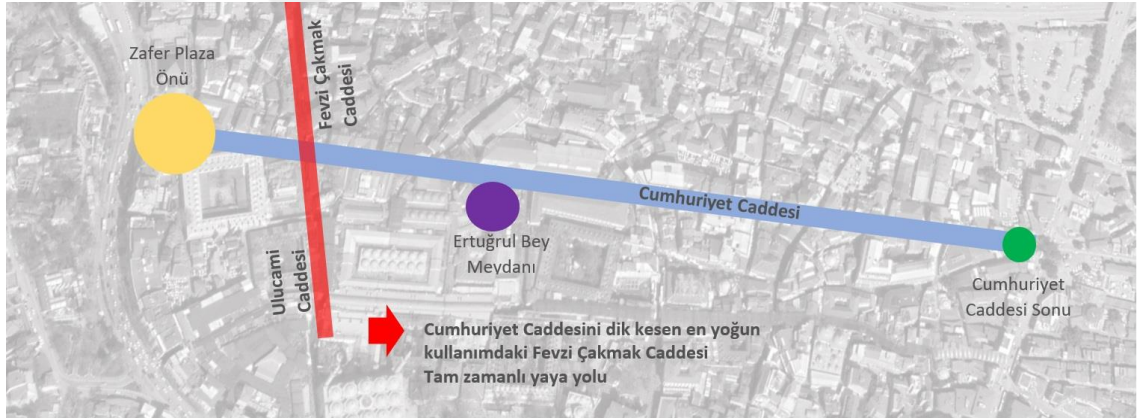 Zafer Plaza
Önü
Fevzi Çakmak
Caddesi
Cumhuriyet Caddesi
Ertuğrul Bey
Meydanı
Ulucami
Caddesi
Cumhuriyet
Caddesi Sonu
Cumhuriyet Caddesini dik kesen en yoğun
kullanımdaki Fevzi Çakmak Caddesi
Tam zamanlı yaya yolu